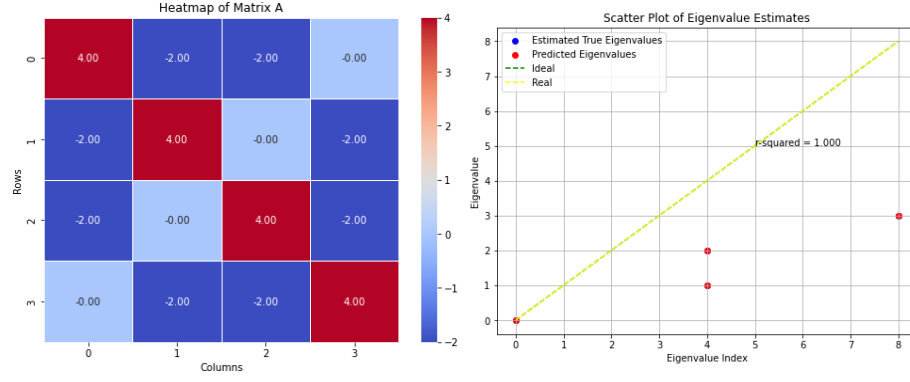 Heatmap of Matrix A
Rows
0
1
2
3
4.00 -2.00 -2.00 -0.00
-2.00 4.00 -0.00 -2.00
-2.00 -0.00 4.00 -2.00
-0.00 -2.00 -2.00 4.00
0 1 2 3
Columns
4
3
2
1
0
−1
−2
Scatter Plot of Eigenvalue Estimates
Estimated True Eigenvalues
Predicted Eigenvalues
Ideal
Real
r-squared = 1.000
Eigenvalue
8
7
6
5
4
3
2
1
0
0 1 2 3 4 5 6 7 8
Eigenvalue Index